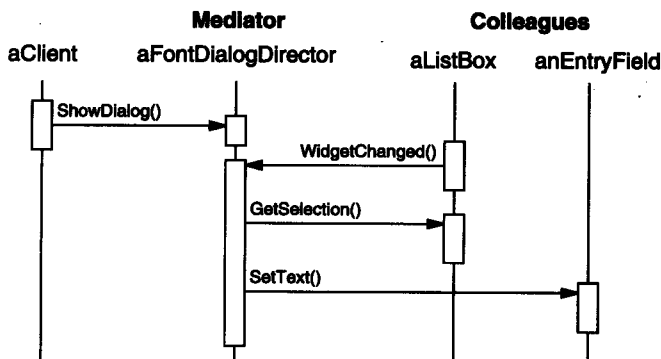 Mediator
Colleagues
aClient
aFontDialogDirector
aListBox
anEntryField
ShowDialog()
WidgetChanged()
GetSelection()
SetText()